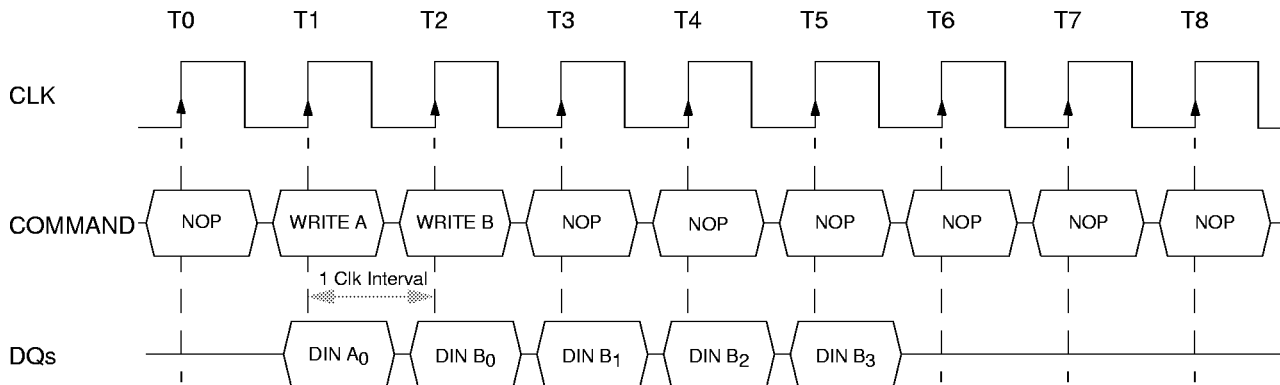 T0 T1 T2 T3 T4 T5 T6 T7 T8
CLK
COMMAND NOP WRITE A WRITE B NOP NOP NOP NOP NOP NOP
1 Clk Interval
DQs DIN A0 DIN B0 DIN B1 DIN B2 DIN B3